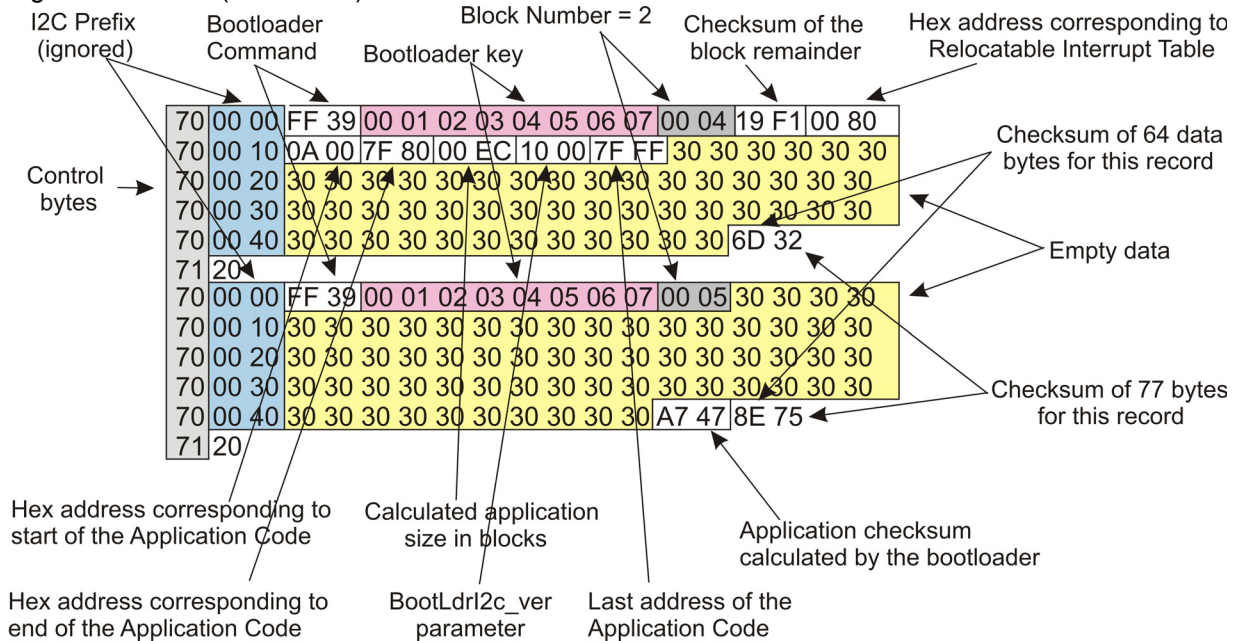 I2C Prefix
(ignored)
Bootloader
Command
Bootloader key
Block Number = 2
Checksum of the
block remainder
Hex address corresponding to
Relocatable Interrupt Table
Control
bytes
70 00 00 FF 39 00 01 02 03 04 05 06 07 00 04 19 F1 00 80
70 00 10 0A 00 7F 80 00 EC 10 00 7F FF 30 30 30 30 30 30
70 00 20 30 30 30 30 30 30 30 30 30 30 30 30 30 30 30 30
70 00 30 30 30 30 30 30 30 30 30 30 30 30 30 30 30 30 30
70 00 40 30 30 30 30 30 30 30 30 30 30 30 30 6D 32
71 20
70 00 00 FF 39 00 01 02 03 04 05 06 07 00 05 30 30 30 30
70 00 10 30 30 30 30 30 30 30 30 30 30 30 30 30 30 30 30
70 00 20 30 30 30 30 30 30 30 30 30 30 30 30 30 30 30 30
70 00 30 30 30 30 30 30 30 30 30 30 30 30 30 30 30 30 30
70 00 40 30 30 30 30 30 30 30 30 30 30 A7 47 8E 75
71 20
Checksum of 64 data
bytes for this record
Empty data
Checksum of 77 bytes
for this record
Hex address corresponding to
start of the Application Code
Calculated application
size in blocks
Application checksum
calculated by the bootloader
Hex address corresponding to
end of the Application Code
BootLdrI2c_ver
parameter
Last address of the
Application Code